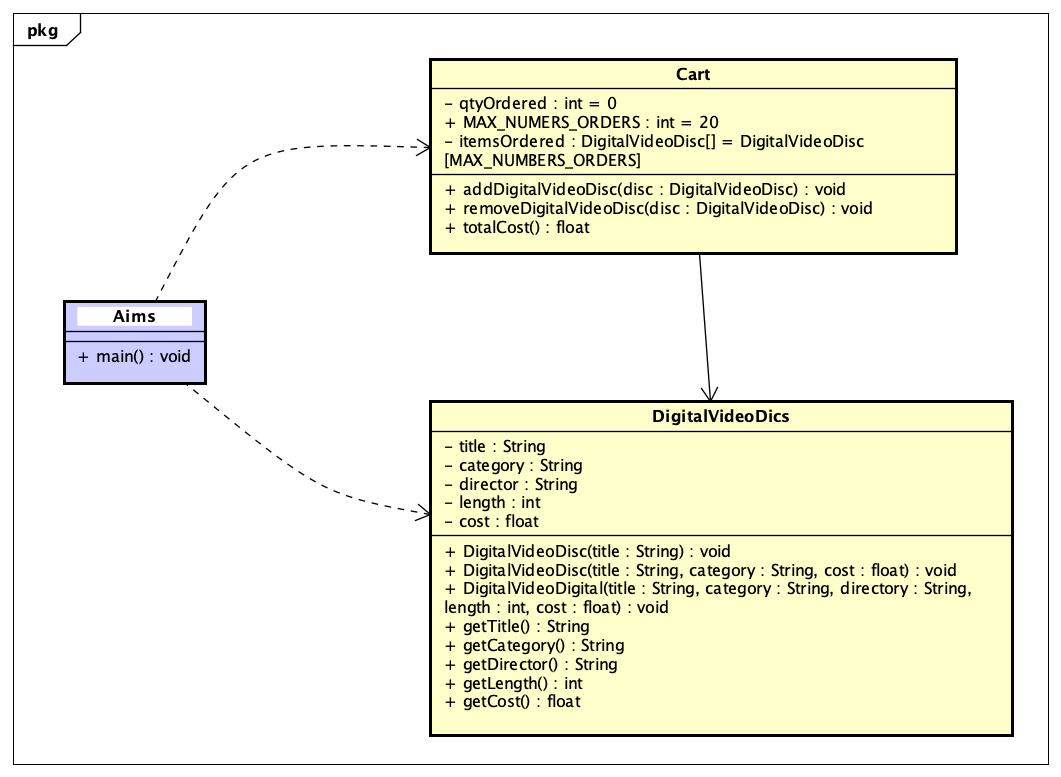 pkg
Cart
– qtyOrdered : int = 0
+ MAX_NUMERS_ORDERS : int = 20
– itemsOrdered : DigitalVideoDisc[] = DigitalVideoDisc
[MAX_NUMBERS_ORDERS]
+ addDigitalVideoDisc(disc : DigitalVideoDisc) : void
+ removeDigitalVideoDisc(disc : DigitalVideoDisc) : void
+ totalCost() : float
Aims
+ main() : void
DigitalVideoDics
– title : String
– category : String
– director : String
– length : int
– cost : float
+ DigitalVideoDisc(title : String) : void
+ DigitalVideoDisc(title : String, category : String, cost : float) : void
+ DigitalVideoDigital(title : String, category : String, directory : String,
length : int, cost : float) : void
+ getTitle() : String
+ getCategory() : String
+ getDirector() : String
+ getLength() : int
+ getCost() : float